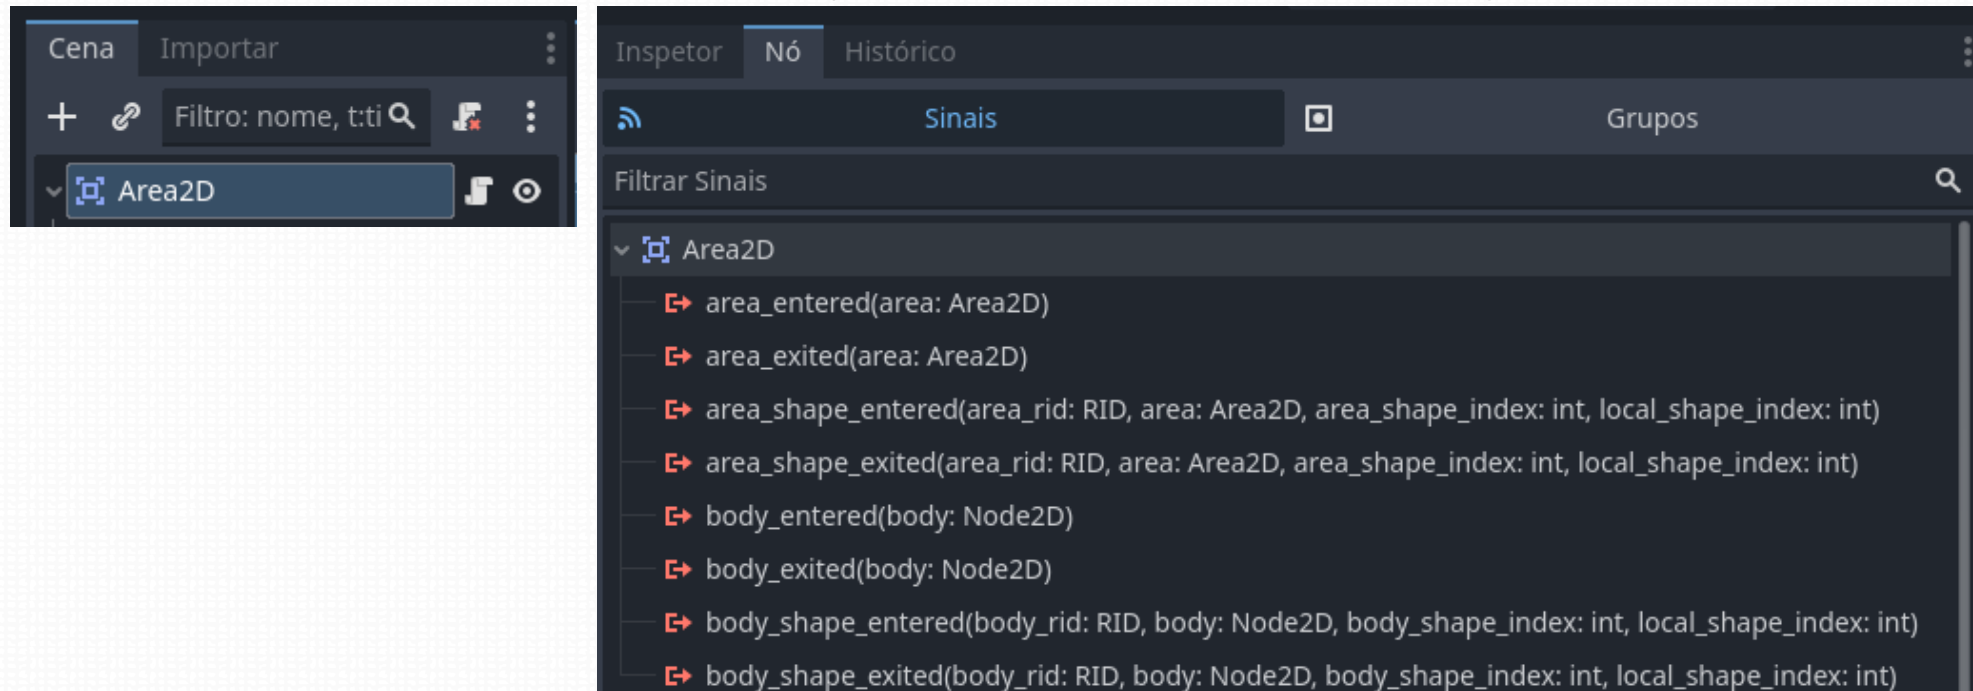 Cena Importar
Filtro: nome, t:ti
Area2D
Inspetor Nó Histórico
Sinais Grupos
Filtrar Sinais
Area2D
area_entered(area: Area2D)
area_exited(area: Area2D)
area_shape_entered(area_rid: RID, area: Area2D, area_shape_index: int, local_shape_index: int)
area_shape_exited(area_rid: RID, area: Area2D, area_shape_index: int, local_shape_index: int)
body_entered(body: Node2D)
body_exited(body: Node2D)
body_shape_entered(body_rid: RID, body: Node2D, body_shape_index: int, local_shape_index: int)
body_shape_exited(body_rid: RID, body: Node2D, body_shape_index: int, local_shape_index: int)